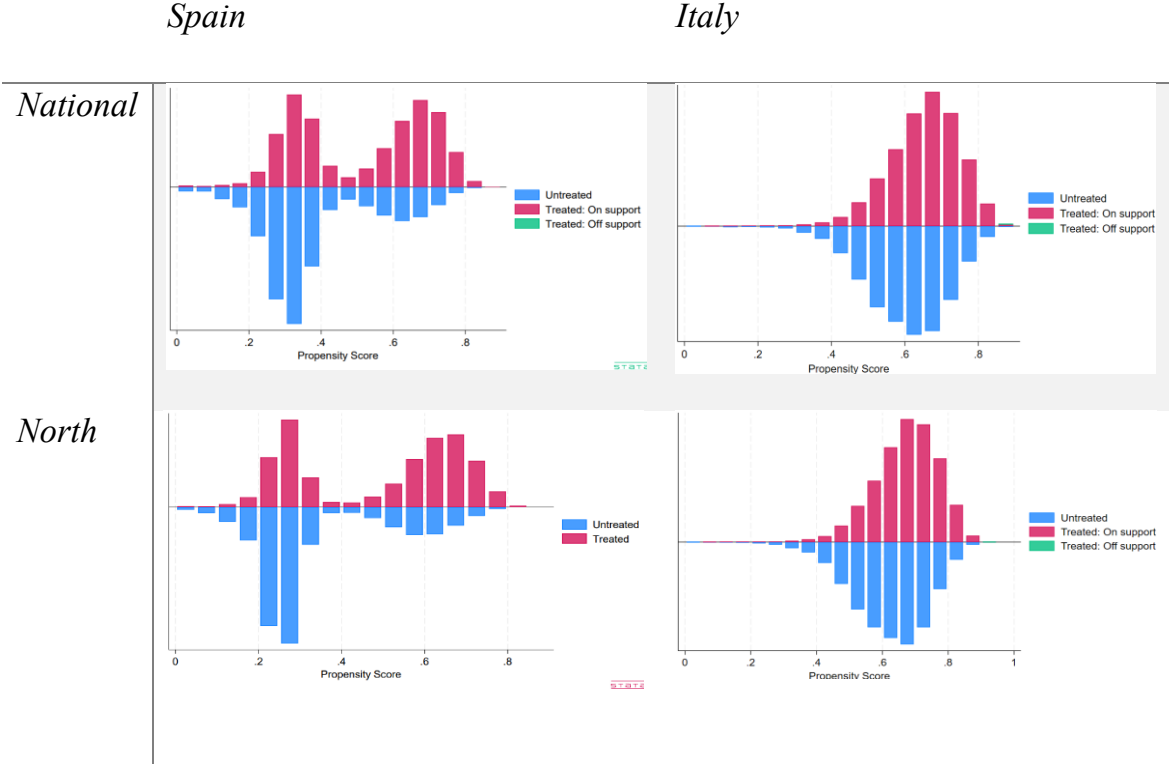 Spain Italy
National
Untreated
Treated: On support
Treated: Off support
0 .2 .4 .6 .8
Propensity Score
stata
Untreated
Treated: On support
Treated: Off support
0 .2 .4 .6 .8
Propensity Score
North
Untreated
Treated
0 .2 .4 .6 .8
Propensity Score
stata
Untreated
Treated: On support
Treated: Off support
0 .2 .4 .6 .8 1
Propensity Score